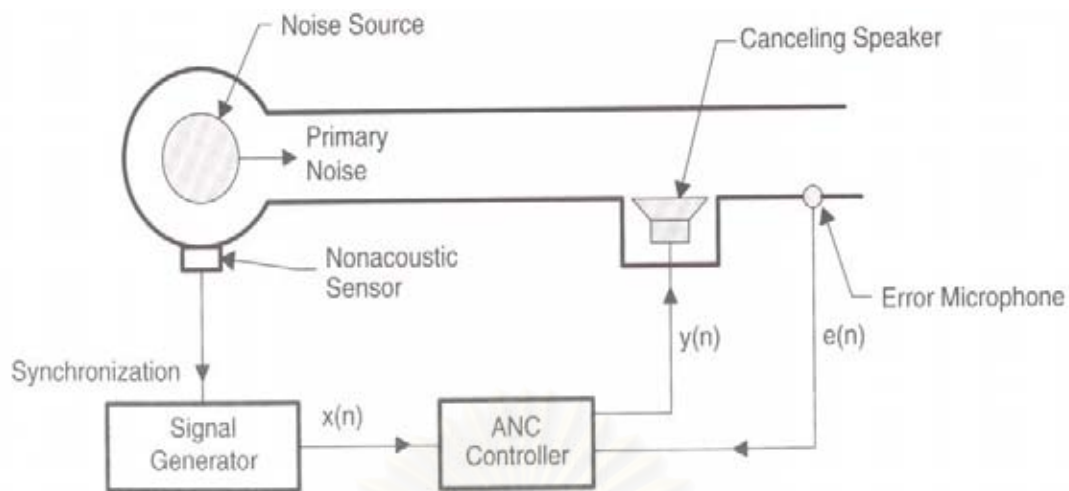 Noise Source
Canceling Speaker
Primary
Noise
Nonacoustic
Sensor
Error Microphone
Synchronization
y(n)
e(n)
Signal
Generator
x(n)
ANC
Controller